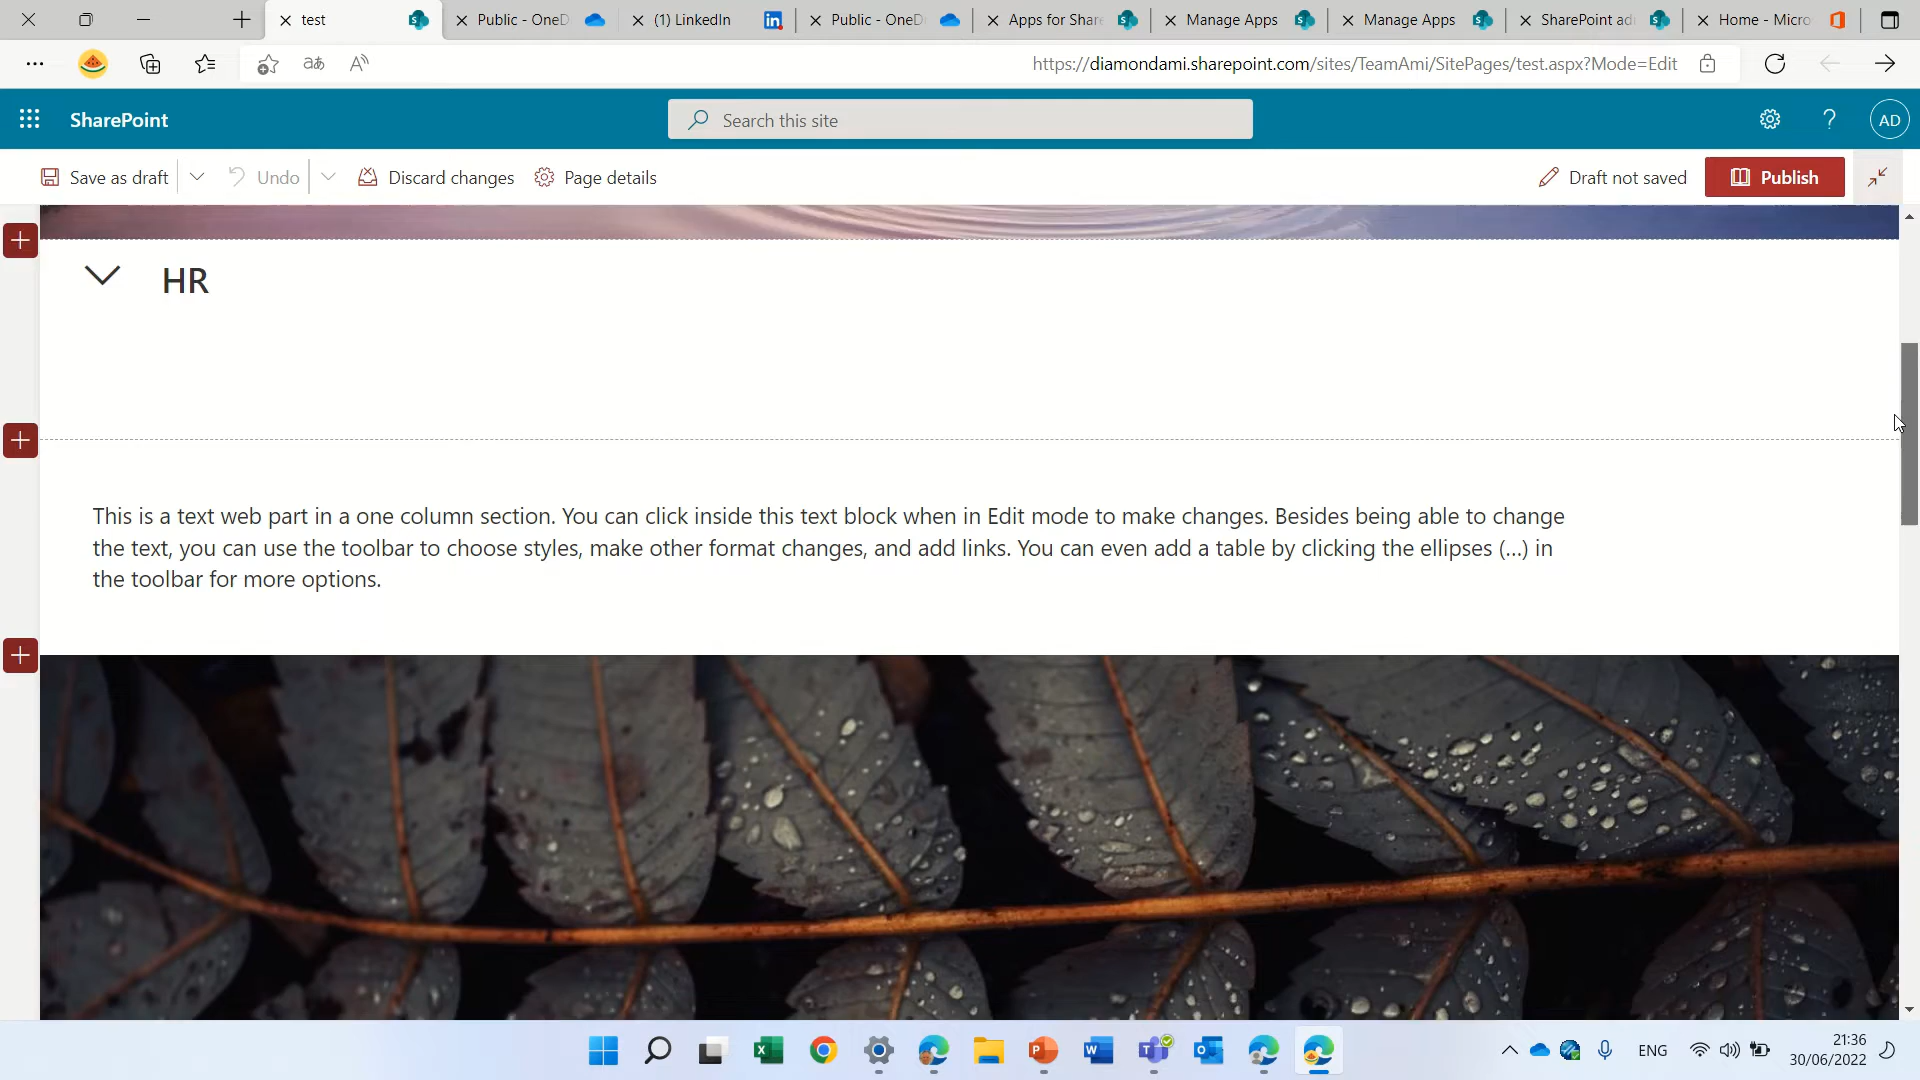 test
Public - OneD
(1) LinkedIn
Public - OneDr
Apps for Share
Manage Apps
Manage Apps
SharePoint ad
Home - Micro
https://diamondami.sharepoint.com/sites/TeamAmi/SitePages/test.aspx?Mode=Edit
SharePoint
Search this site
AD
Save as draft
Undo
Discard changes
Page details
Draft not saved
Publish
HR
This is a text web part in a one column section. You can click inside this text block when in Edit mode to make changes. Besides being able to change
the text, you can use the toolbar to choose styles, make other format changes, and add links. You can even add a table by clicking the ellipses (...) in
the toolbar for more options.
ENG
21:36
30/06/2022